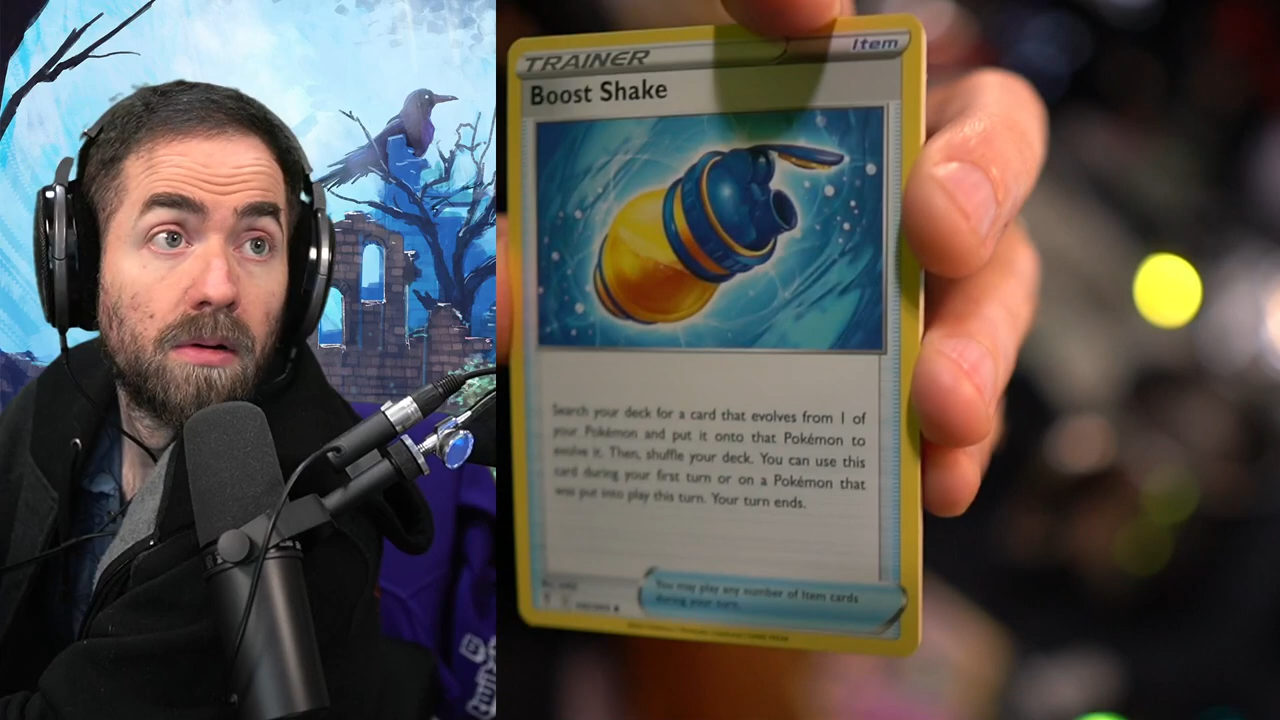 TRAINER
Item
Boost Shake
Search your deck for a card that evolves from 1 of
your Pokémon and put it onto that Pokémon to
evolve it. Then, shuffle your deck. You can use this
card during your first turn or on a Pokémon that
was put into play this turn. Your turn ends.
You may play any number of Item cards
during your turn.